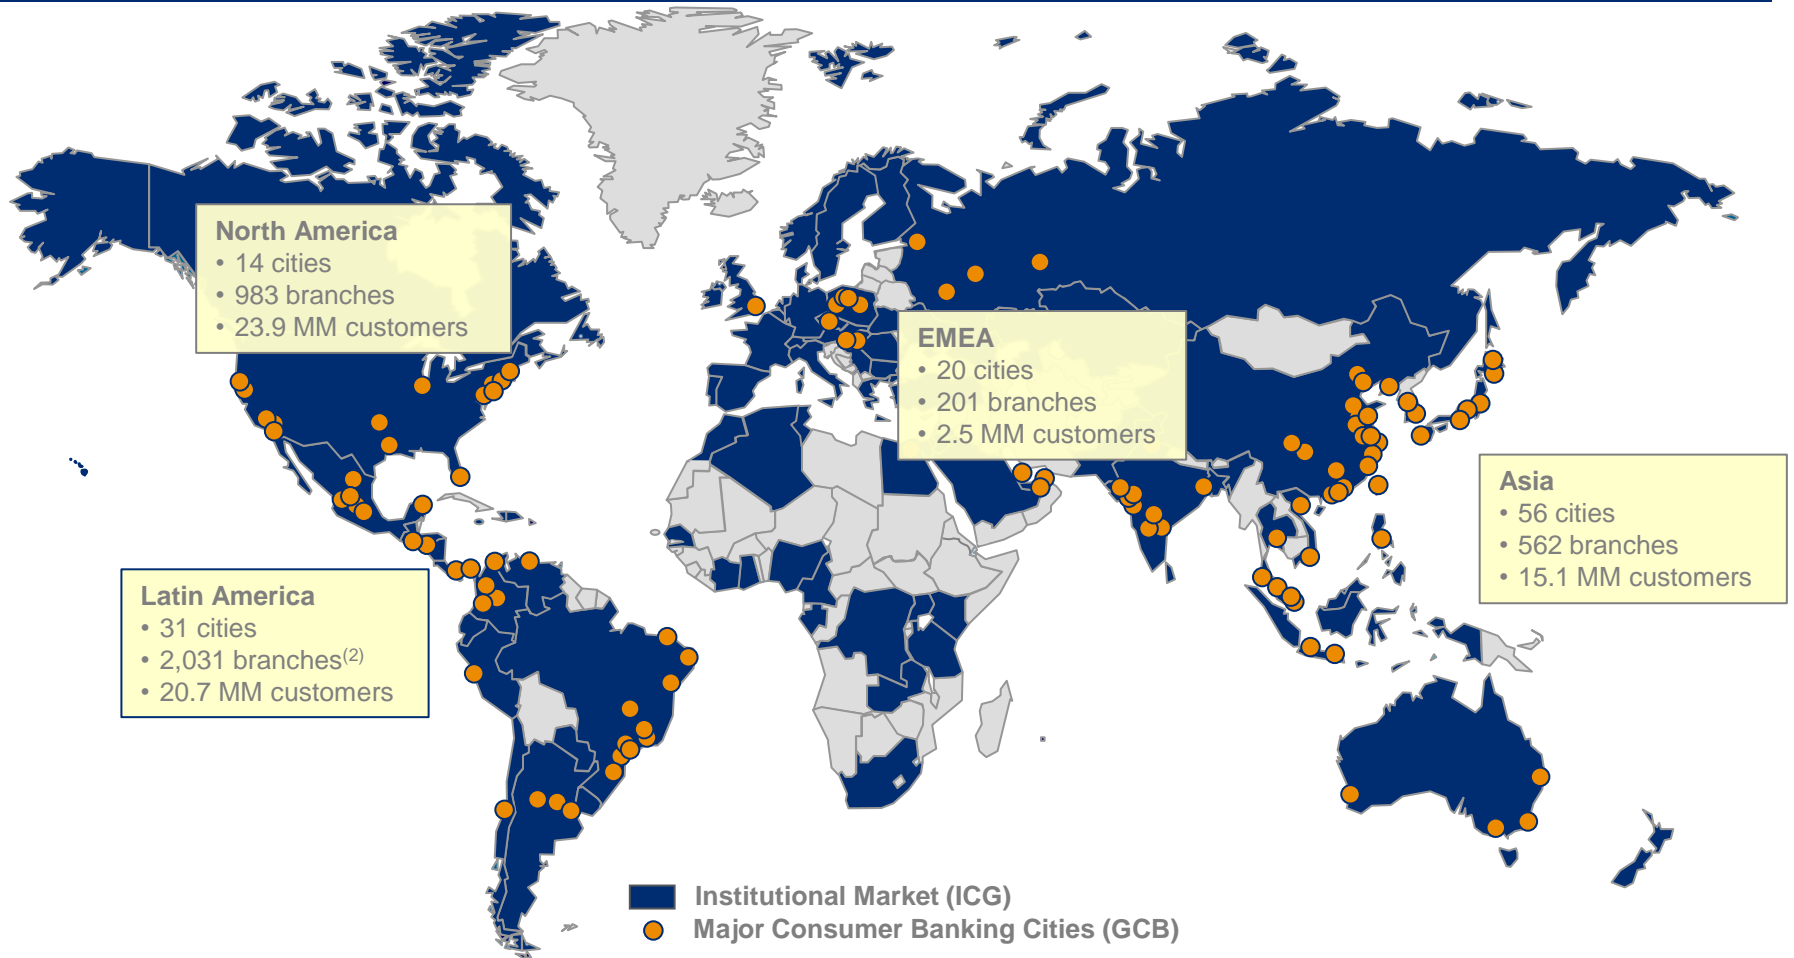 North America
• 14 cities
• 983 branches
• 23.9 MM customers
EMEA
• 20 cities
• 201 branches
• 2.5 MM customers
Asia
• 56 cities
• 562 branches
• 15.1 MM customers
Latin America
• 31 cities
• 2,031 branches(2)
• 20.7 MM customers
Institutional Market (ICG)
Major Consumer Banking Cities (GCB)